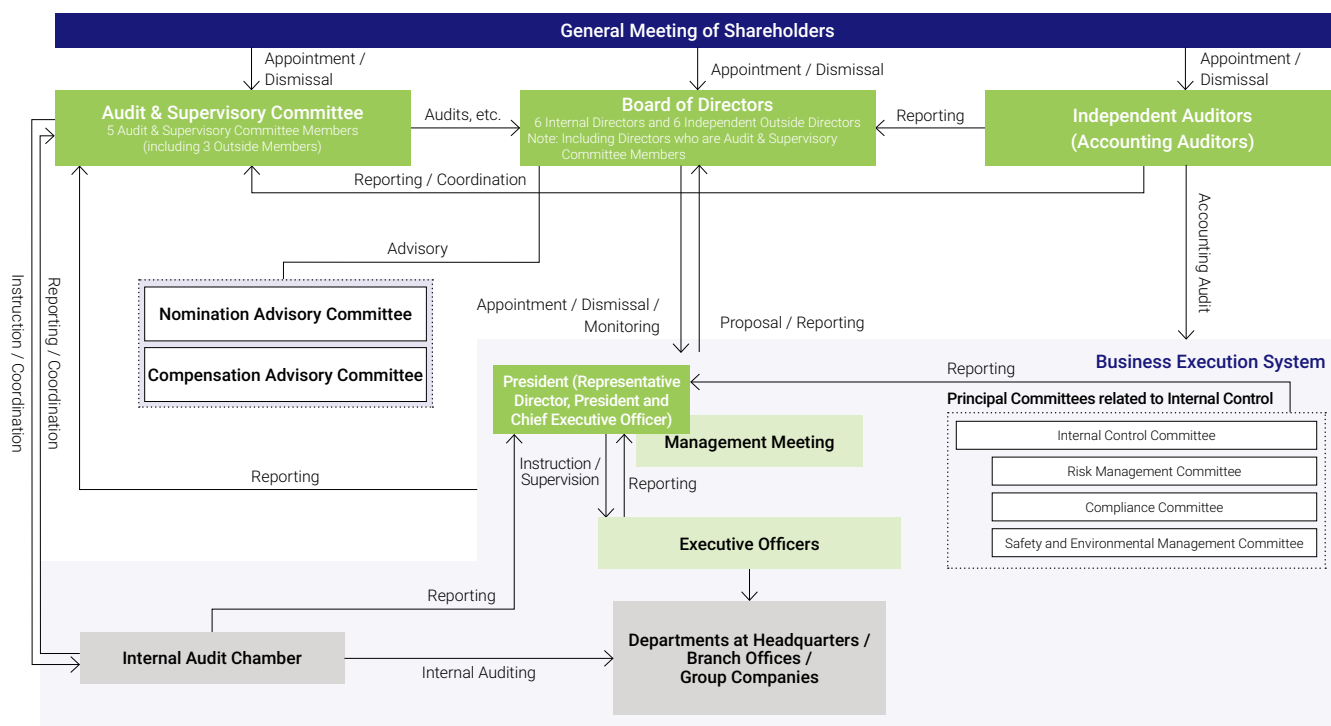 General Meeting of Shareholders
Appointment /
Dismissal
Appointment / Dismissal
Appointment /
Dismissal
Audit & Supervisory Committee
5 Audit & Supervisory Committee Members
(including 3 Outside Members)
Audits, etc.
Board of Directors
6 Internal Directors and 6 Independent Outside Directors
Note: Including Directors who are Audit & Supervisory
Committee Members
Reporting
Independent Auditors
(Accounting Auditors)
Reporting / Coordination
Accounting Audit
Advisory
Nomination Advisory Committee
Compensation Advisory Committee
Instruction / Coordination
Reporting / Coordination
Appointment / Dismissal /
Monitoring
Proposal / Reporting
Business Execution System
President (Representative
Director, President and
Chief Executive Officer)
Reporting
Principal Committees related to Internal Control
Management Meeting
Internal Control Committee
Risk Management Committee
Compliance Committee
Safety and Environmental Management Committee
Reporting
Instruction /
Supervision
Reporting
Executive Officers
Reporting
Internal Audit Chamber
Internal Auditing
Departments at Headquarters /
Branch Offices /
Group Companies